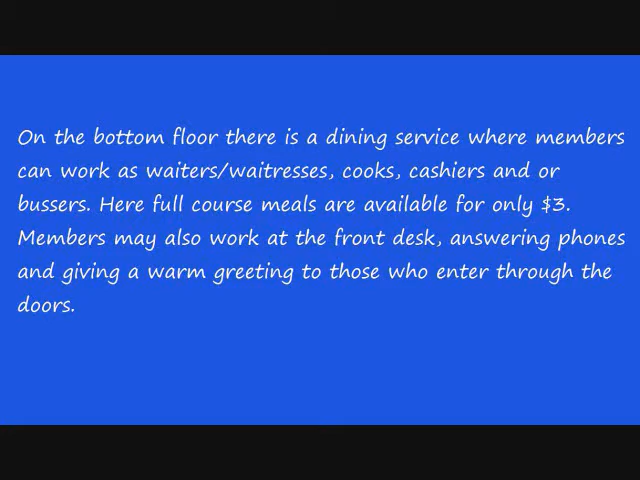 On the bottom floor there is a dining service where members
can work as waiters/waitresses, cooks, cashiers and or
bussers. Here full course meals are available for only $3.
Members may also work at the front desk, answering phones
and giving a warm greeting to those who enter through the
doors.